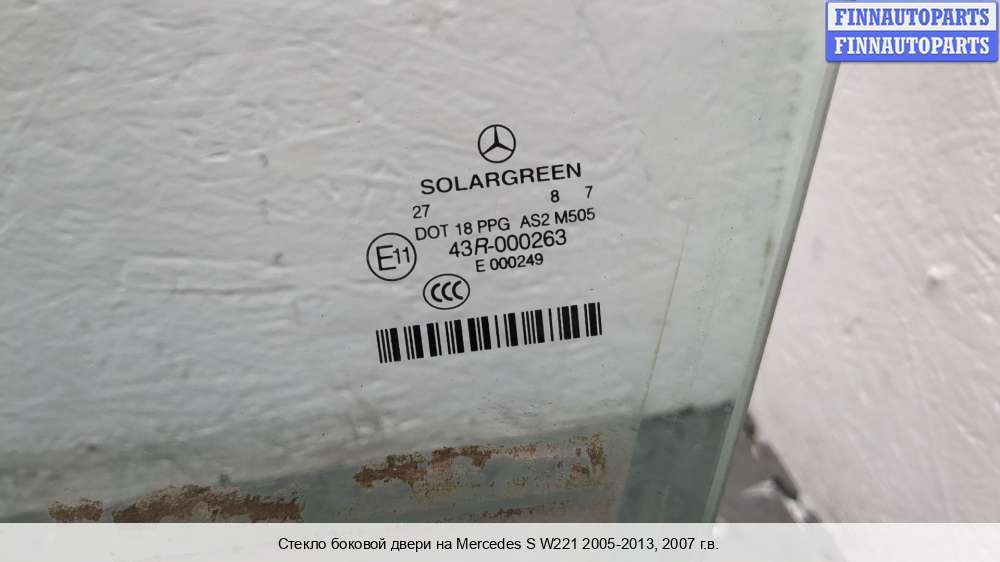 FINNAUTOPARTS
FINNAUTOPARTS
SOLARGREEN
27 8 7
DOT 18 PPG AS2 M505
E11 43R-000263
E 000249
CCC
Стекло боковой двери на Mercedes S W221 2005-2013, 2007 г.в.